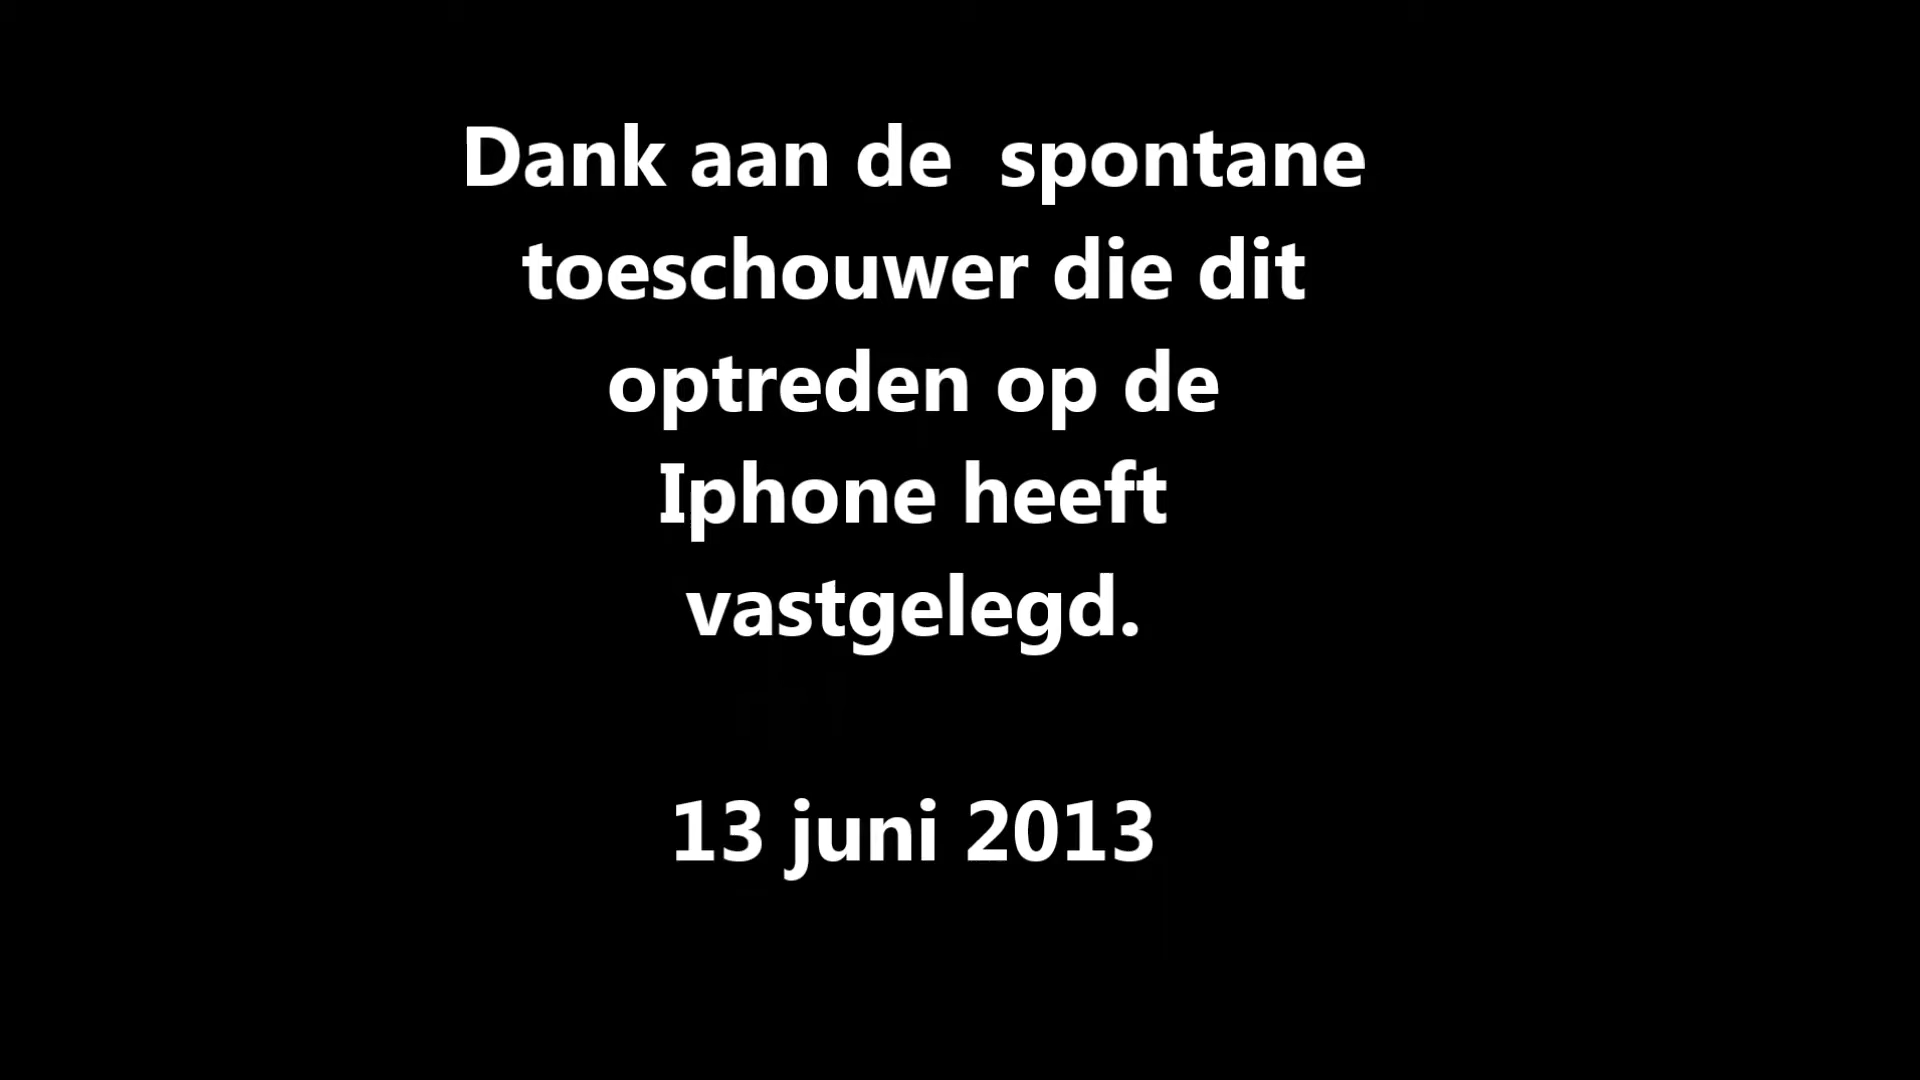 Dank aan de  spontane
toeschouwer die dit
optreden op de
Iphone heeft
vastgelegd.
13 juni 2013